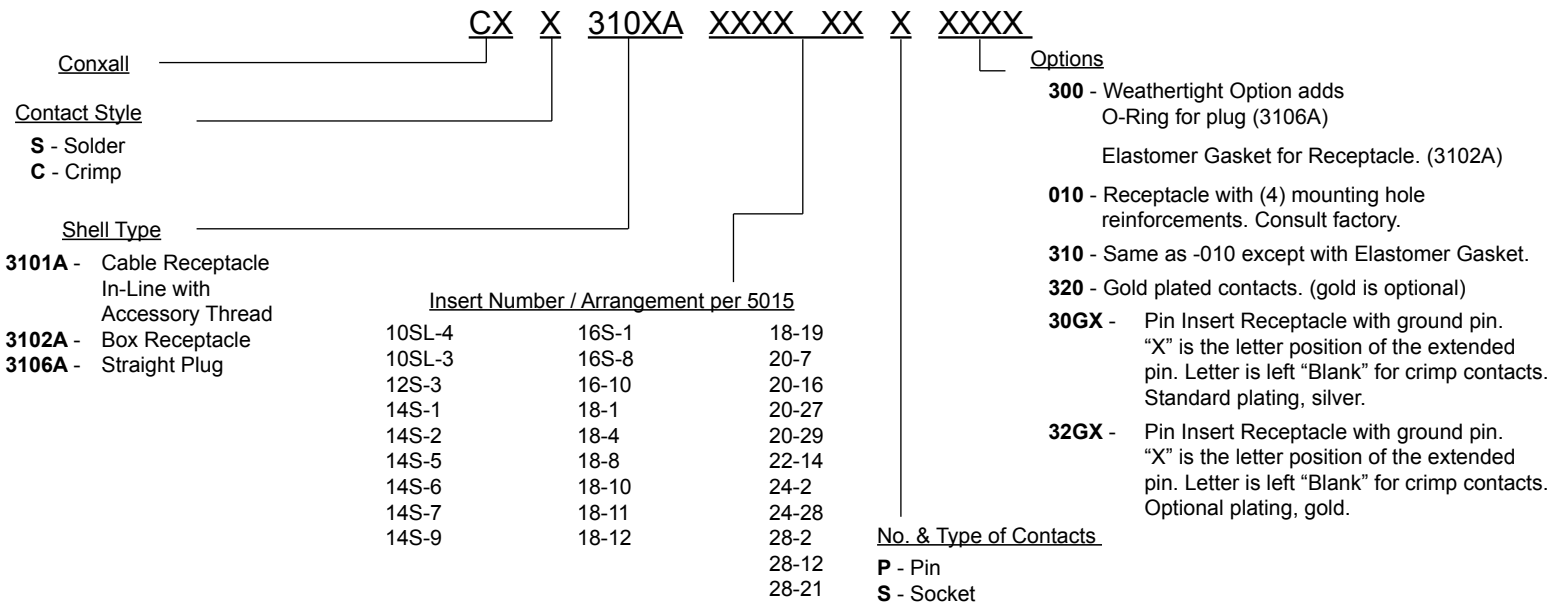 CX X 310XA XXXX XX X XXXX
Conxall
Contact Style
S - Solder
C - Crimp
Shell Type
3101A - Cable Receptacle
In-Line with
Accessory Thread
3102A - Box Receptacle
3106A - Straight Plug
Insert Number / Arrangement per 5015
10SL-4 16S-1 18-19
10SL-3 16S-8 20-7
12S-3 16-10 20-16
14S-1 18-1 20-27
14S-2 18-4 20-29
14S-5 18-8 22-14
14S-6 18-10 24-2
14S-7 18-11 24-28
14S-9 18-12 28-2
28-12
28-21
No. & Type of Contacts
P - Pin
S - Socket
Options
300 - Weathertight Option adds
O-Ring for plug (3106A)
Elastomer Gasket for Receptacle. (3102A)
010 - Receptacle with (4) mounting hole
reinforcements. Consult factory.
310 - Same as -010 except with Elastomer Gasket.
320 - Gold plated contacts. (gold is optional)
30GX - Pin Insert Receptacle with ground pin.
“X” is the letter position of the extended
pin. Letter is left “Blank” for crimp contacts.
Standard plating, silver.
32GX - Pin Insert Receptacle with ground pin.
“X” is the letter position of the extended
pin. Letter is left “Blank” for crimp contacts.
Optional plating, gold.